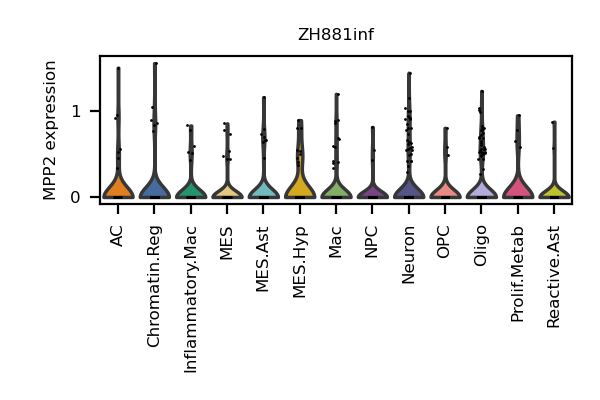 ZH881inf
MPP2 expression
1
0
AC
Chromatin.Reg
Inflammatory.Mac
MES
MES.Ast
MES.Hyp
Mac
NPC
Neuron
OPC
Oligo
Prolif.Metab
Reactive.Ast